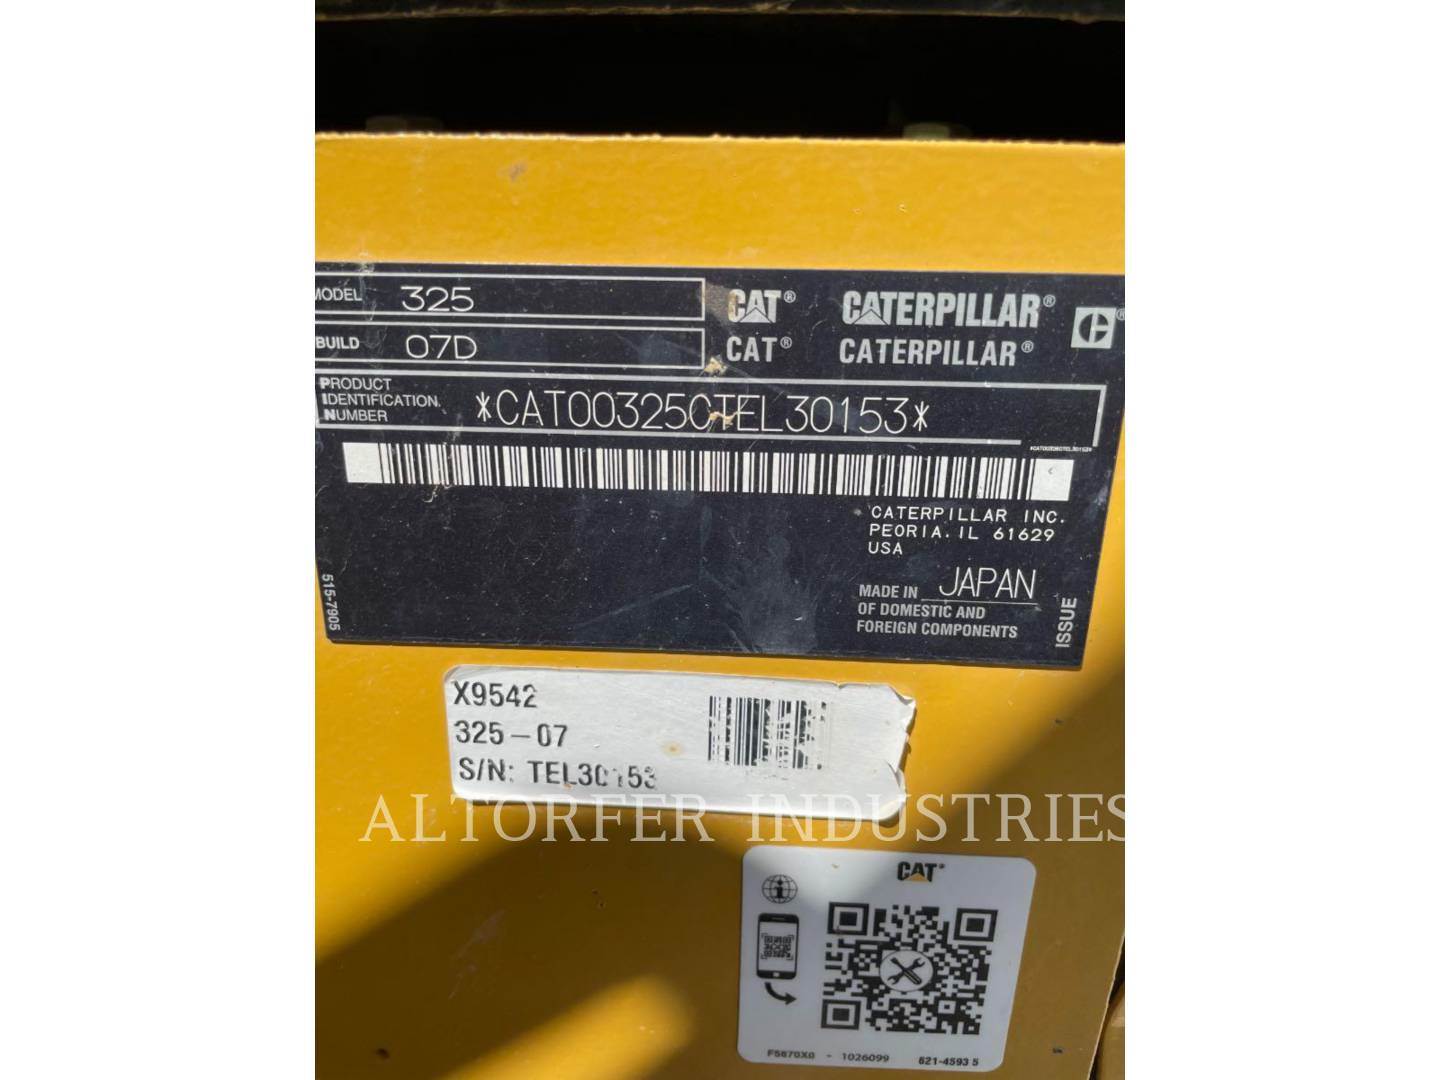 MODEL 325
BUILD 07D
CAT® CATERPILLAR®
CAT® CATERPILLAR®
PRODUCT
IDENTIFICATION
NUMBER
*CAT00325CTEL30153*
*CAT00325CTEL30153*
CATERPILLAR INC.
PEORIA, IL 61629
USA
MADE IN JAPAN
OF DOMESTIC AND
FOREIGN COMPONENTS
515-7905
ISSUE
X9542
325-07
S/N: TEL30153
ALTORFER INDUSTRIES
CAT®
F5870X0 - 1026099 621-4593 5